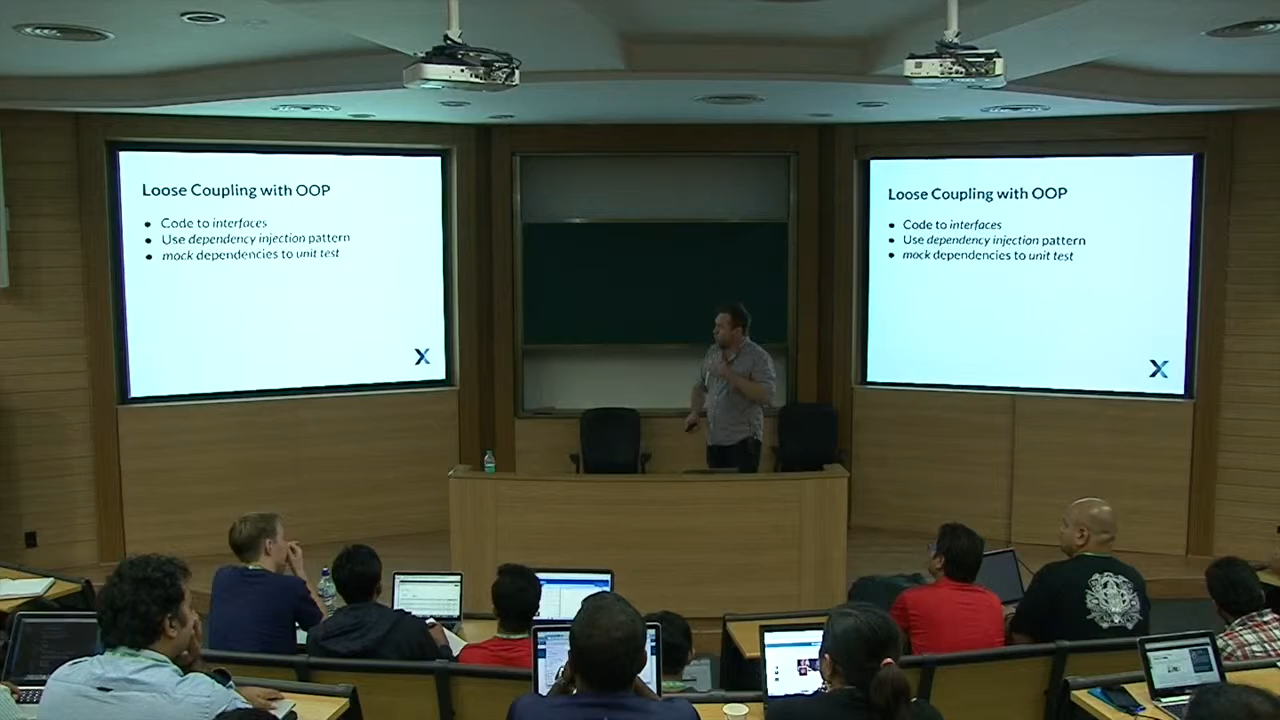 Loose Coupling with OOP
• Code to interfaces
• Use dependency injection pattern
• mock dependencies to unit test
X
Loose Coupling with OOP
• Code to interfaces
• Use dependency injection pattern
• mock dependencies to unit test
X